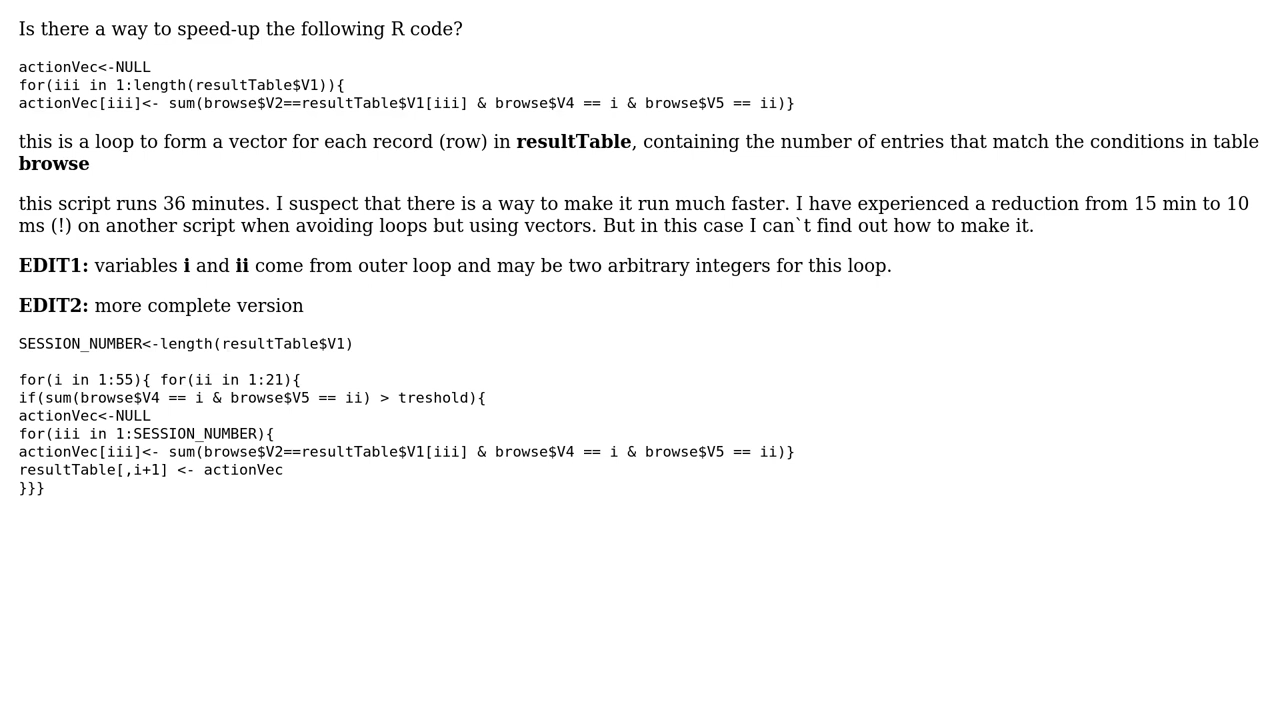 Is there a way to speed-up the following R code?
actionVec<-NULL
for(iii in 1:length(resultTable$V1)){
actionVec[iii]<- sum(browse$V2==resultTable$V1[iii] & browse$V4 == i & browse$V5 == ii)}
this is a loop to form a vector for each record (row) in resultTable, containing the number of entries that match the conditions in table
browse
this script runs 36 minutes. I suspect that there is a way to make it run much faster. I have experienced a reduction from 15 min to 10
ms (!) on another script when avoiding loops but using vectors. But in this case I can`t find out how to make it.
EDIT1: variables i and ii come from outer loop and may be two arbitrary integers for this loop.
EDIT2: more complete version
SESSION_NUMBER<-length(resultTable$V1)
for(i in 1:55){ for(ii in 1:21){
if(sum(browse$V4 == i & browse$V5 == ii) > treshold){
actionVec<-NULL
for(iii in 1:SESSION_NUMBER){
actionVec[iii]<- sum(browse$V2==resultTable$V1[iii] & browse$V4 == i & browse$V5 == ii)}
resultTable[,i+1] <- actionVec
}}}